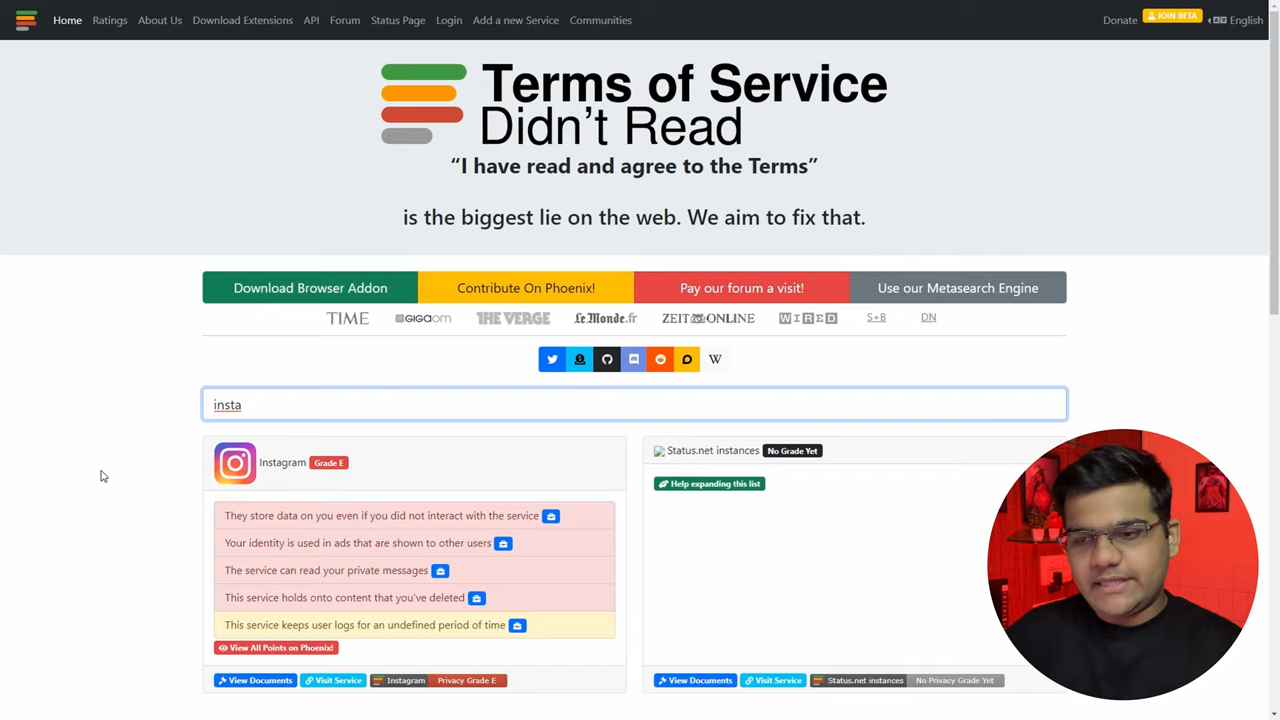 Home Ratings About Us Download Extensions API Forum Status Page Login Add a new Service Communities Donate JOIN BETA English
Terms of Service
Didn't Read
“I have read and agree to the Terms”
is the biggest lie on the web. We aim to fix that.
Download Browser Addon Contribute On Phoenix! Pay our forum a visit! Use our Metasearch Engine
TIME GIGAOM THE VERGE Le Monde.fr ZEIT ONLINE WIRED S+B DN
W
insta
Instagram Grade E
They store data on you even if you did not interact with the service
Your identity is used in ads that are shown to other users
The service can read your private messages
This service holds onto content that you've deleted
This service keeps user logs for an undefined period of time
View All Points on Phoenix!
View Documents Visit Service Instagram Privacy Grade E
Status.net instances No Grade Yet
Help expanding this list
View Documents Visit Service Status.net instances No Privacy Grade Yet